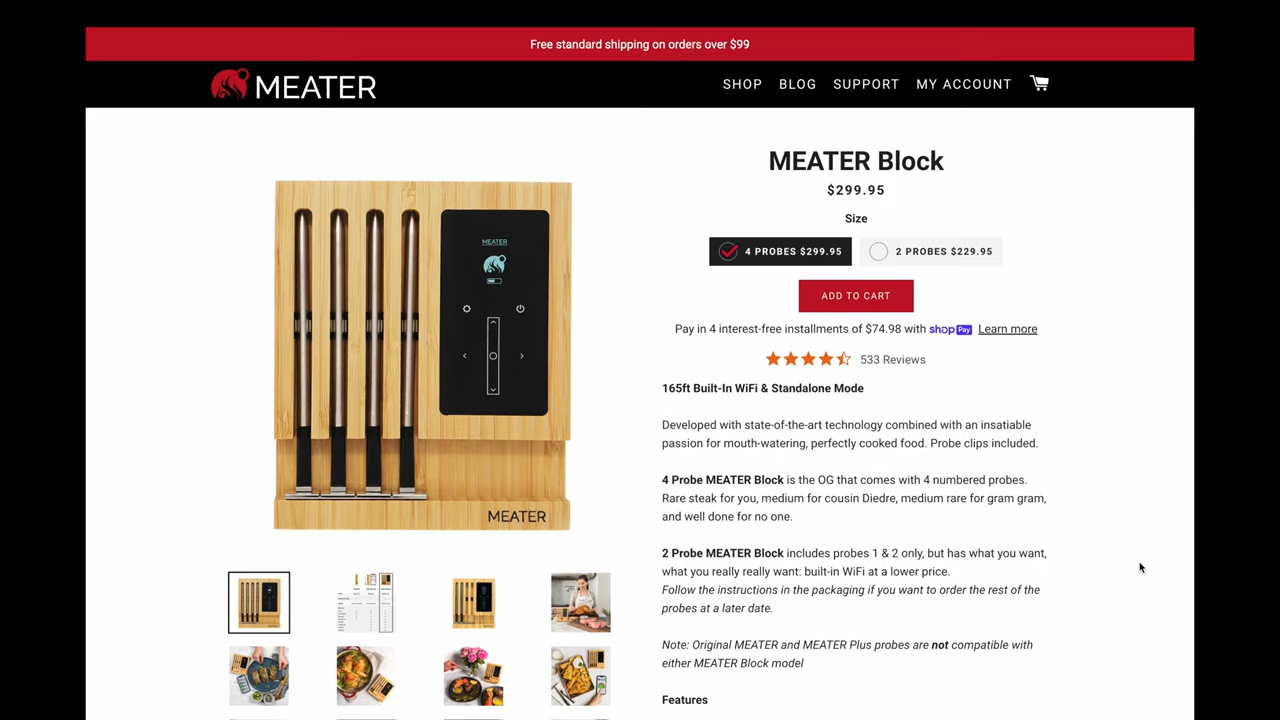 Free standard shipping on orders over $99
MEATER
SHOP BLOG SUPPORT MY ACCOUNT
MEATER Block
$299.95
Size
4 PROBES $299.95
2 PROBES $229.95
ADD TO CART
Pay in 4 interest-free installments of $74.98 with shop Pay Learn more
533 Reviews
165ft Built-In WiFi & Standalone Mode
Developed with state-of-the-art technology combined with an insatiable
passion for mouth-watering, perfectly cooked food. Probe clips included.
4 Probe MEATER Block is the OG that comes with 4 numbered probes.
Rare steak for you, medium for cousin Diedre, medium rare for gram gram,
and well done for no one.
2 Probe MEATER Block includes probes 1 & 2 only, but has what you want,
what you really really want: built-in WiFi at a lower price.
Follow the instructions in the packaging if you want to order the rest of the
probes at a later date.
Note: Original MEATER and MEATER Plus probes are not compatible with
either MEATER Block model
Features
MEATER
MEATER